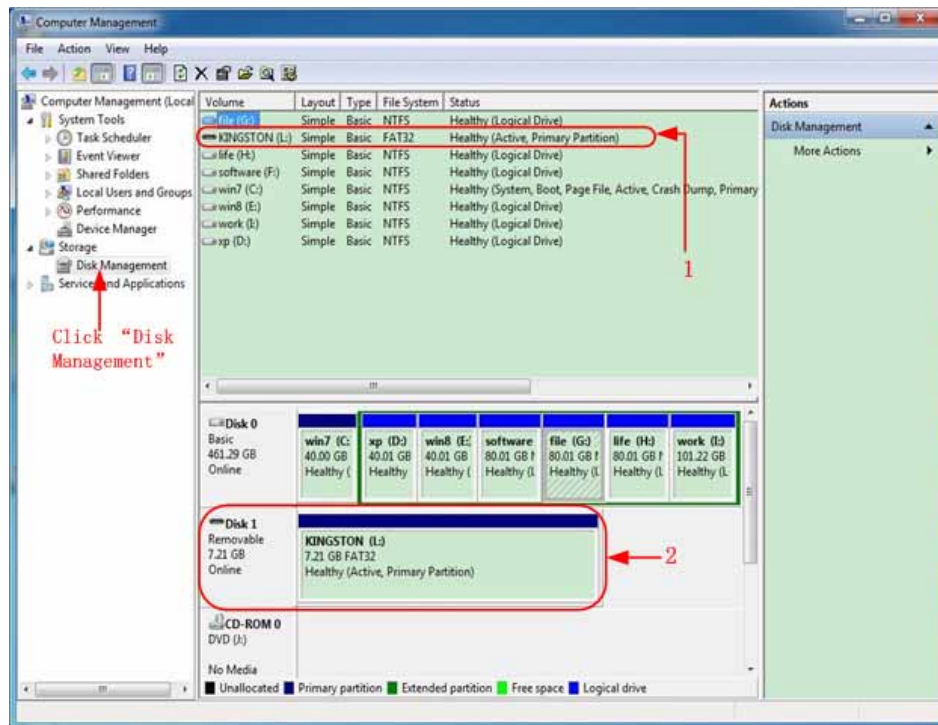 Computer Management
File Action View Help
Computer Management (Local
System Tools
Task Scheduler
Event Viewer
Shared Folders
Local Users and Groups
Performance
Device Manager
Storage
Disk Management
Services and Applications
Click “Disk
Management”
Volume Layout Type File System Status
file (G:) Simple Basic NTFS Healthy (Logical Drive)
KINGSTON (L:) Simple Basic FAT32 Healthy (Active, Primary Partition)
life (H:) Simple Basic NTFS Healthy (Logical Drive)
software (F:) Simple Basic NTFS Healthy (Logical Drive)
win7 (C:) Simple Basic NTFS Healthy (System, Boot, Page File, Active, Crash Dump, Primary
win8 (E:) Simple Basic NTFS Healthy (Logical Drive)
work (I:) Simple Basic NTFS Healthy (Logical Drive)
xp (D:) Simple Basic NTFS Healthy (Logical Drive)
1
Actions
Disk Management
More Actions
Disk 0
Basic
461.29 GB
Online
win7 (C: xp (D:) win8 (E: software file (G:) life (H:) work (I:)
40.00 GB 40.01 GB 40.01 GB 80.01 GB 80.01 GB 80.01 GB 101.22 GB
Healthy ( Healthy Healthy ( Healthy (L Healthy (L Healthy (L Healthy (L
Disk 1
Removable
7.21 GB
Online
KINGSTON (L:)
7.21 GB FAT32
Healthy (Active, Primary Partition)
2
CD-ROM 0
DVD (J:)
No Media
Unallocated Primary partition Extended partition Free space Logical drive